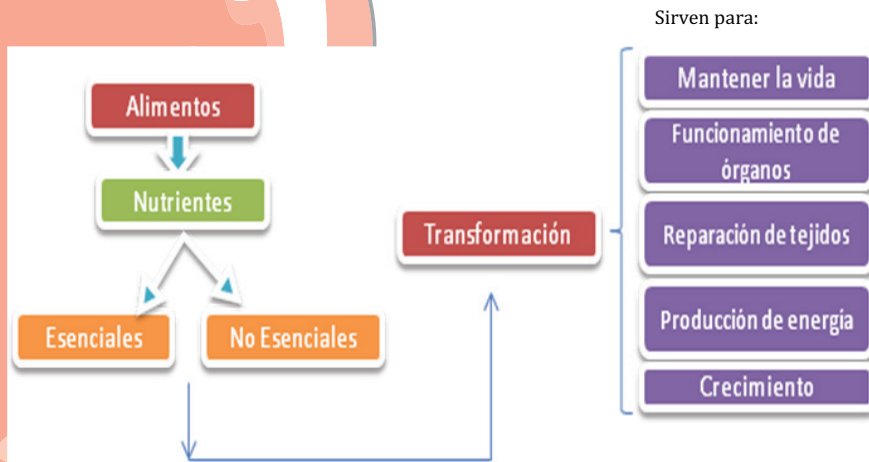 Sirven para:
Alimentos
Nutrientes
Esenciales
No Esenciales
Transformación
Mantener la vida
Funcionamiento de
órganos
Reparación de tejidos
Producción de energía
Crecimiento